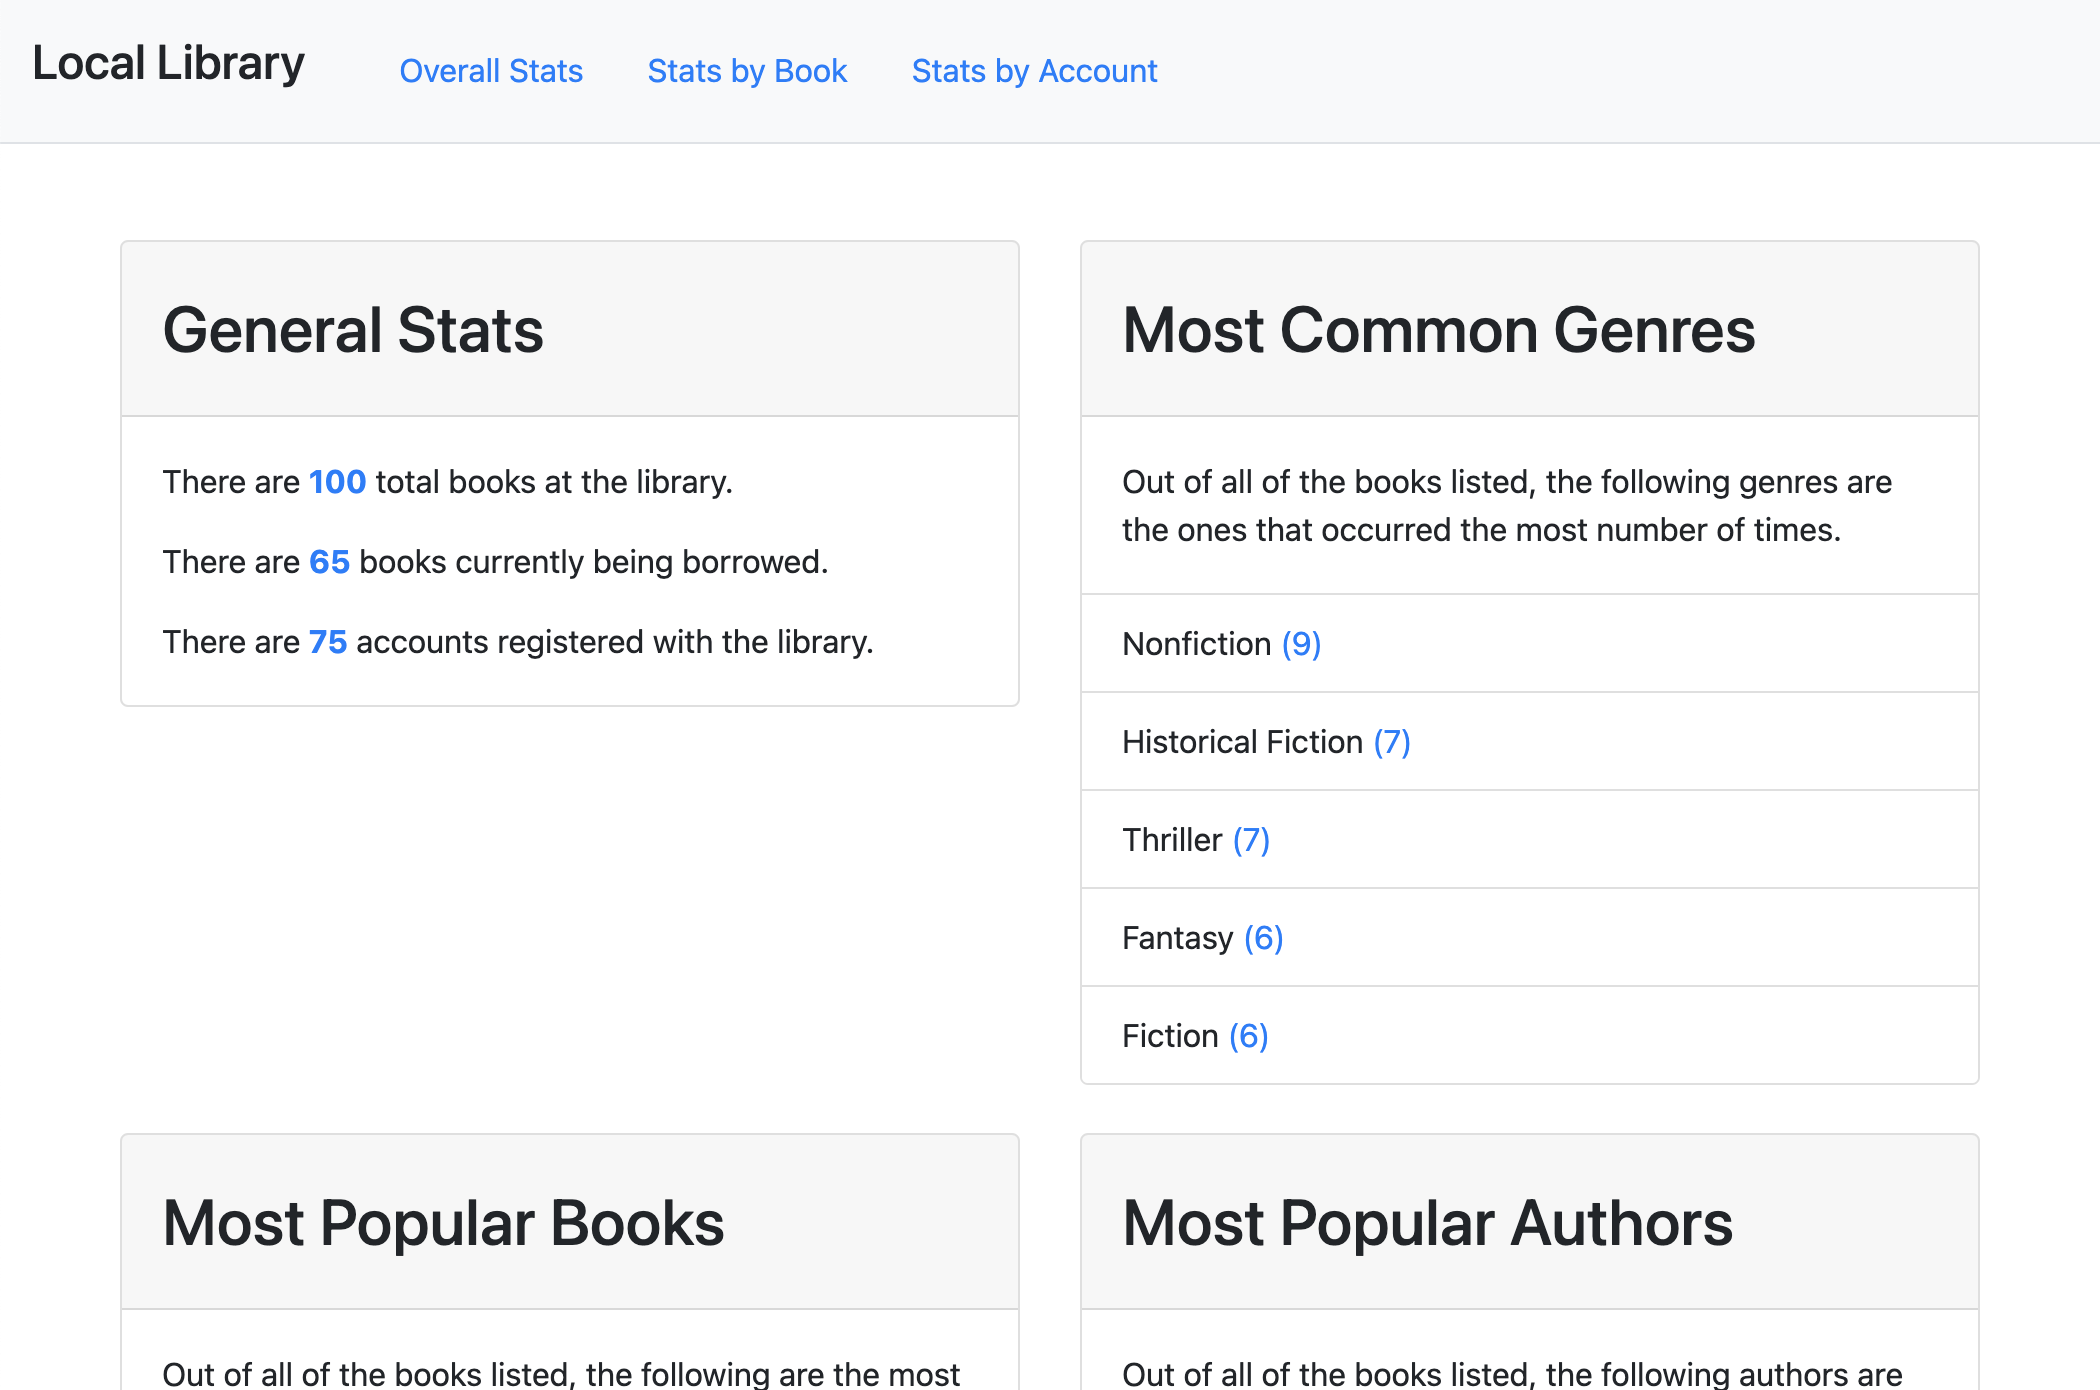 Local Library
Overall Stats
Stats by Book
Stats by Account
General Stats
There are 100 total books at the library.
There are 65 books currently being borrowed.
There are 75 accounts registered with the library.
Most Common Genres
Out of all of the books listed, the following genres are
the ones that occurred the most number of times.
Nonfiction (9)
Historical Fiction (7)
Thriller (7)
Fantasy (6)
Fiction (6)
Most Popular Books
Out of all of the books listed, the following are the most
Most Popular Authors
Out of all of the books listed, the following authors are